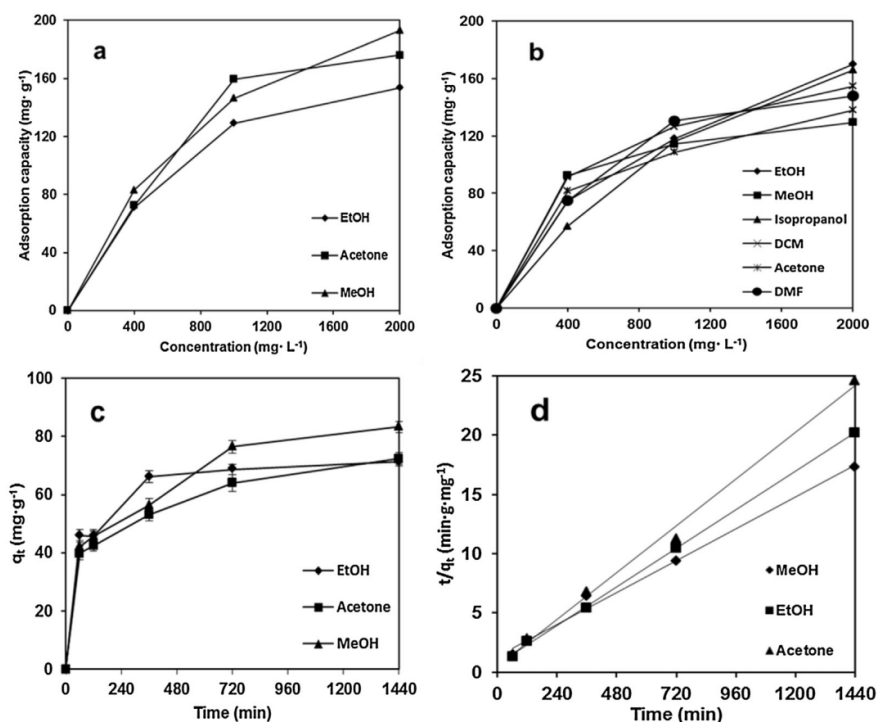 200
160
120
80
40
0
Adsorption capacity (mg· g⁻¹)
a
EtOH
Acetone
MeOH
0 400 800 1200 1600 2000
Concentration (mg· L⁻¹)
200
160
120
80
40
0
Adsorption capacity (mg· g⁻¹)
b
EtOH
MeOH
Isopropanol
DCM
Acetone
DMF
0 400 800 1200 1600 2000
Concentration (mg· L⁻¹)
100
80
60
40
20
0
qₜ (mg·g⁻¹)
c
EtOH
Acetone
MeOH
0 240 480 720 960 1200 1440
Time (min)
25
20
15
10
5
0
t/qₜ (min·g·mg⁻¹)
d
MeOH
EtOH
Acetone
0 240 480 720 960 1200 1440
Time (min)